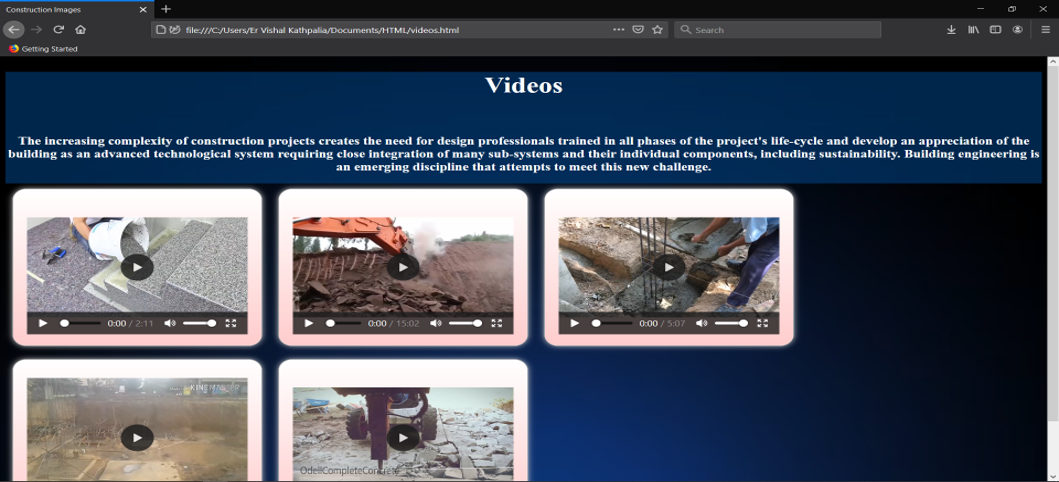 Construction Images
file:///C:/Users/Er Vishal Kathpalia/Documents/HTML/videos.html
Search
Getting Started
Videos
The increasing complexity of construction projects creates the need for design professionals trained in all phases of the project's life-cycle and develop an appreciation of the
building as an advanced technological system requiring close integration of many sub-systems and their individual components, including sustainability. Building engineering is
an emerging discipline that attempts to meet this new challenge.
0:00 / 2:11
0:00 / 15:02
0:00 / 5:07
KINEMASTER
OdellCompleteConcrete